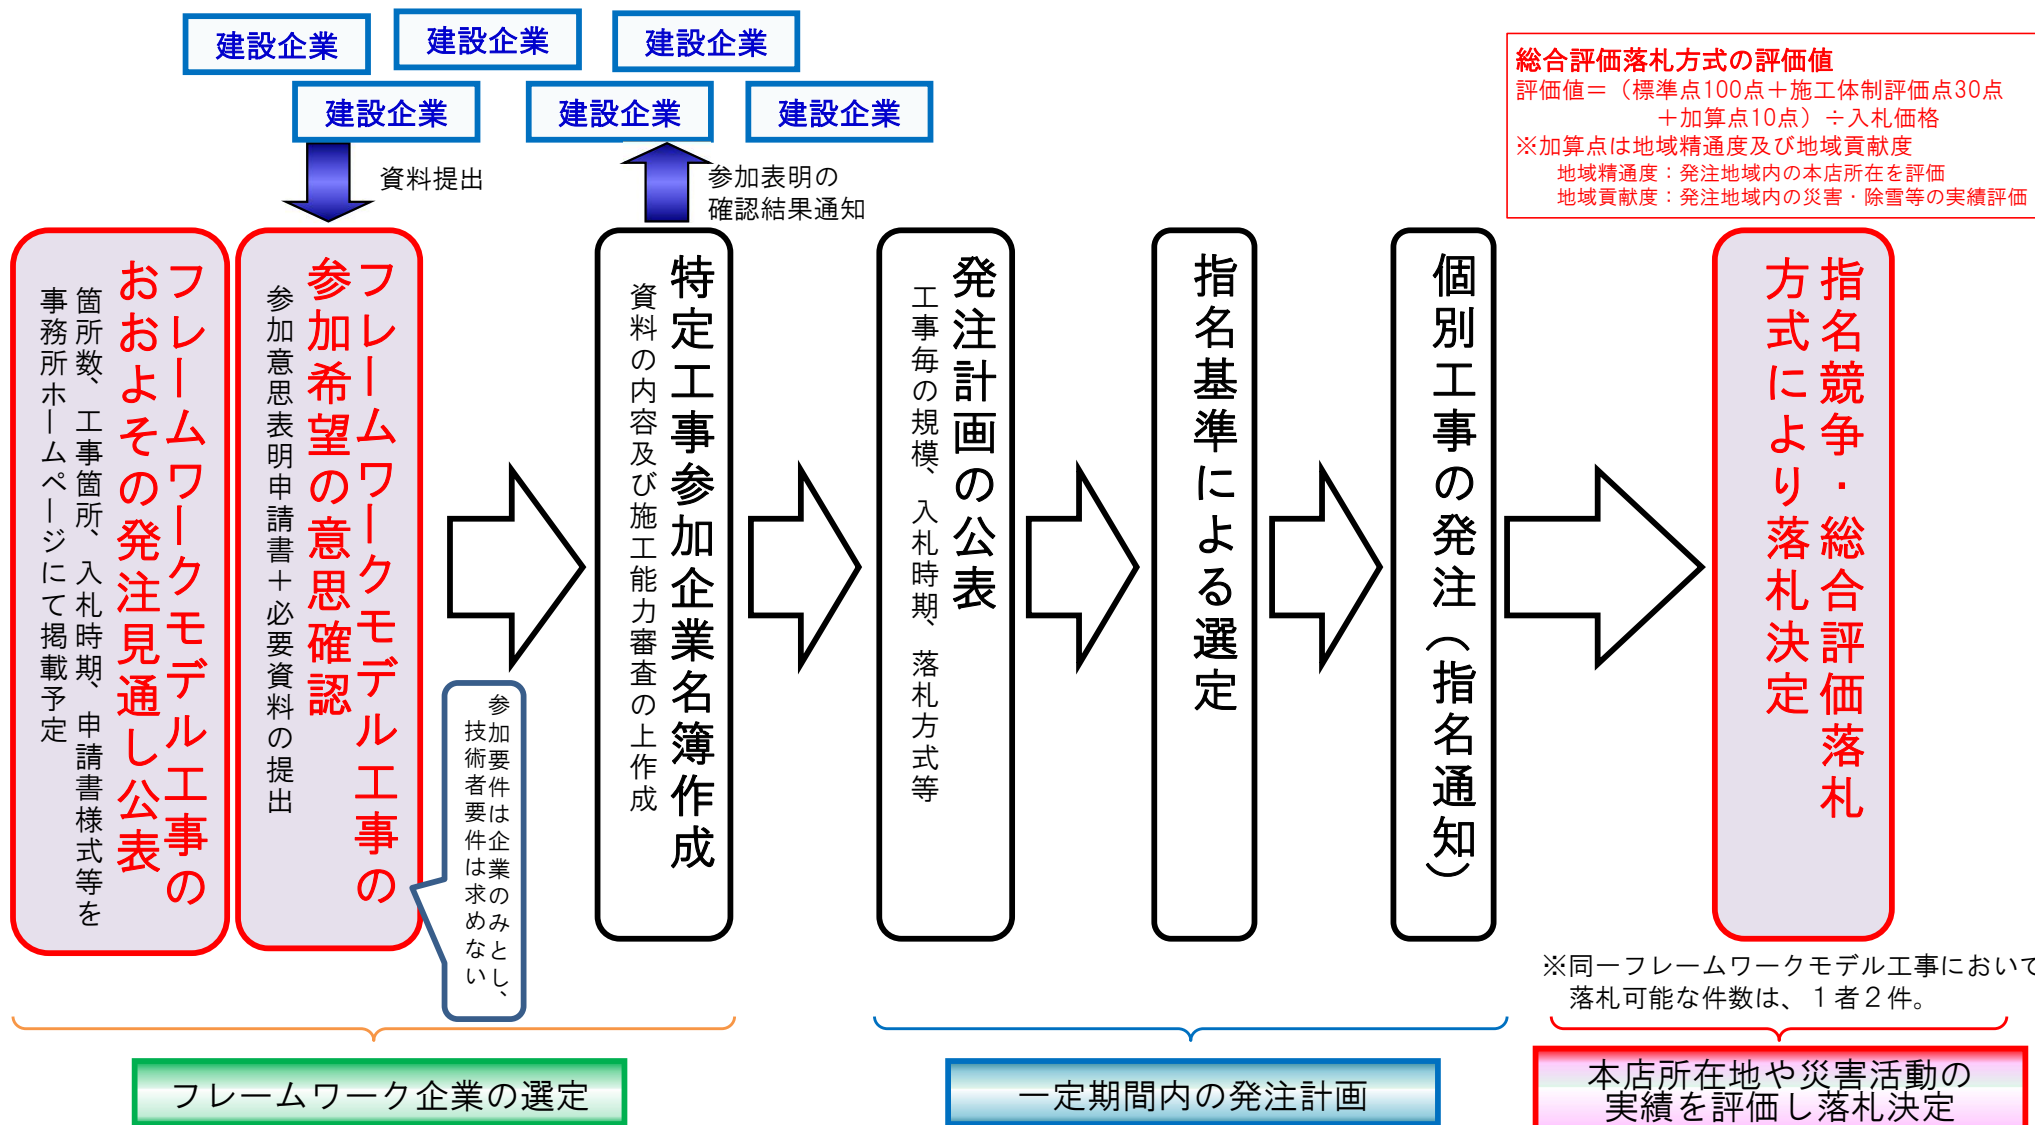 建設企業
建設企業
建設企業
建設企業
建設企業
建設企業
資料提出
参加表明の
確認結果通知
総合評価落札方式の評価値
評価値＝（標準点100点＋施工体制評価点30点
＋加算点10点）÷入札価格
※加算点は地域精通度及び地域貢献度
地域精通度：発注地域内の本店所在を評価
地域貢献度：発注地域内の災害・除雪等の実績評価
フレームワークモデル工事の
おおよその発注見通し公表
箇所数、工事箇所、入札時期、申請書様式等を
事務所ホームページにて掲載予定
フレームワークモデル工事の
参加希望の意思確認
参加意思表明申請書＋必要資料の提出
参加要件は企業のみとし、
技術者要件は求めない
特定工事参加企業名簿作成
資料の内容及び施工能力審査の上作成
発注計画の公表
工事毎の規模、入札時期、落札方式等
指名基準による選定
個別工事の発注（指名通知）
指名競争・総合評価落札
方式により落札決定
※同一フレームワークモデル工事において
落札可能な件数は、１者２件。
フレームワーク企業の選定
一定期間内の発注計画
本店所在地や災害活動の
実績を評価し落札決定